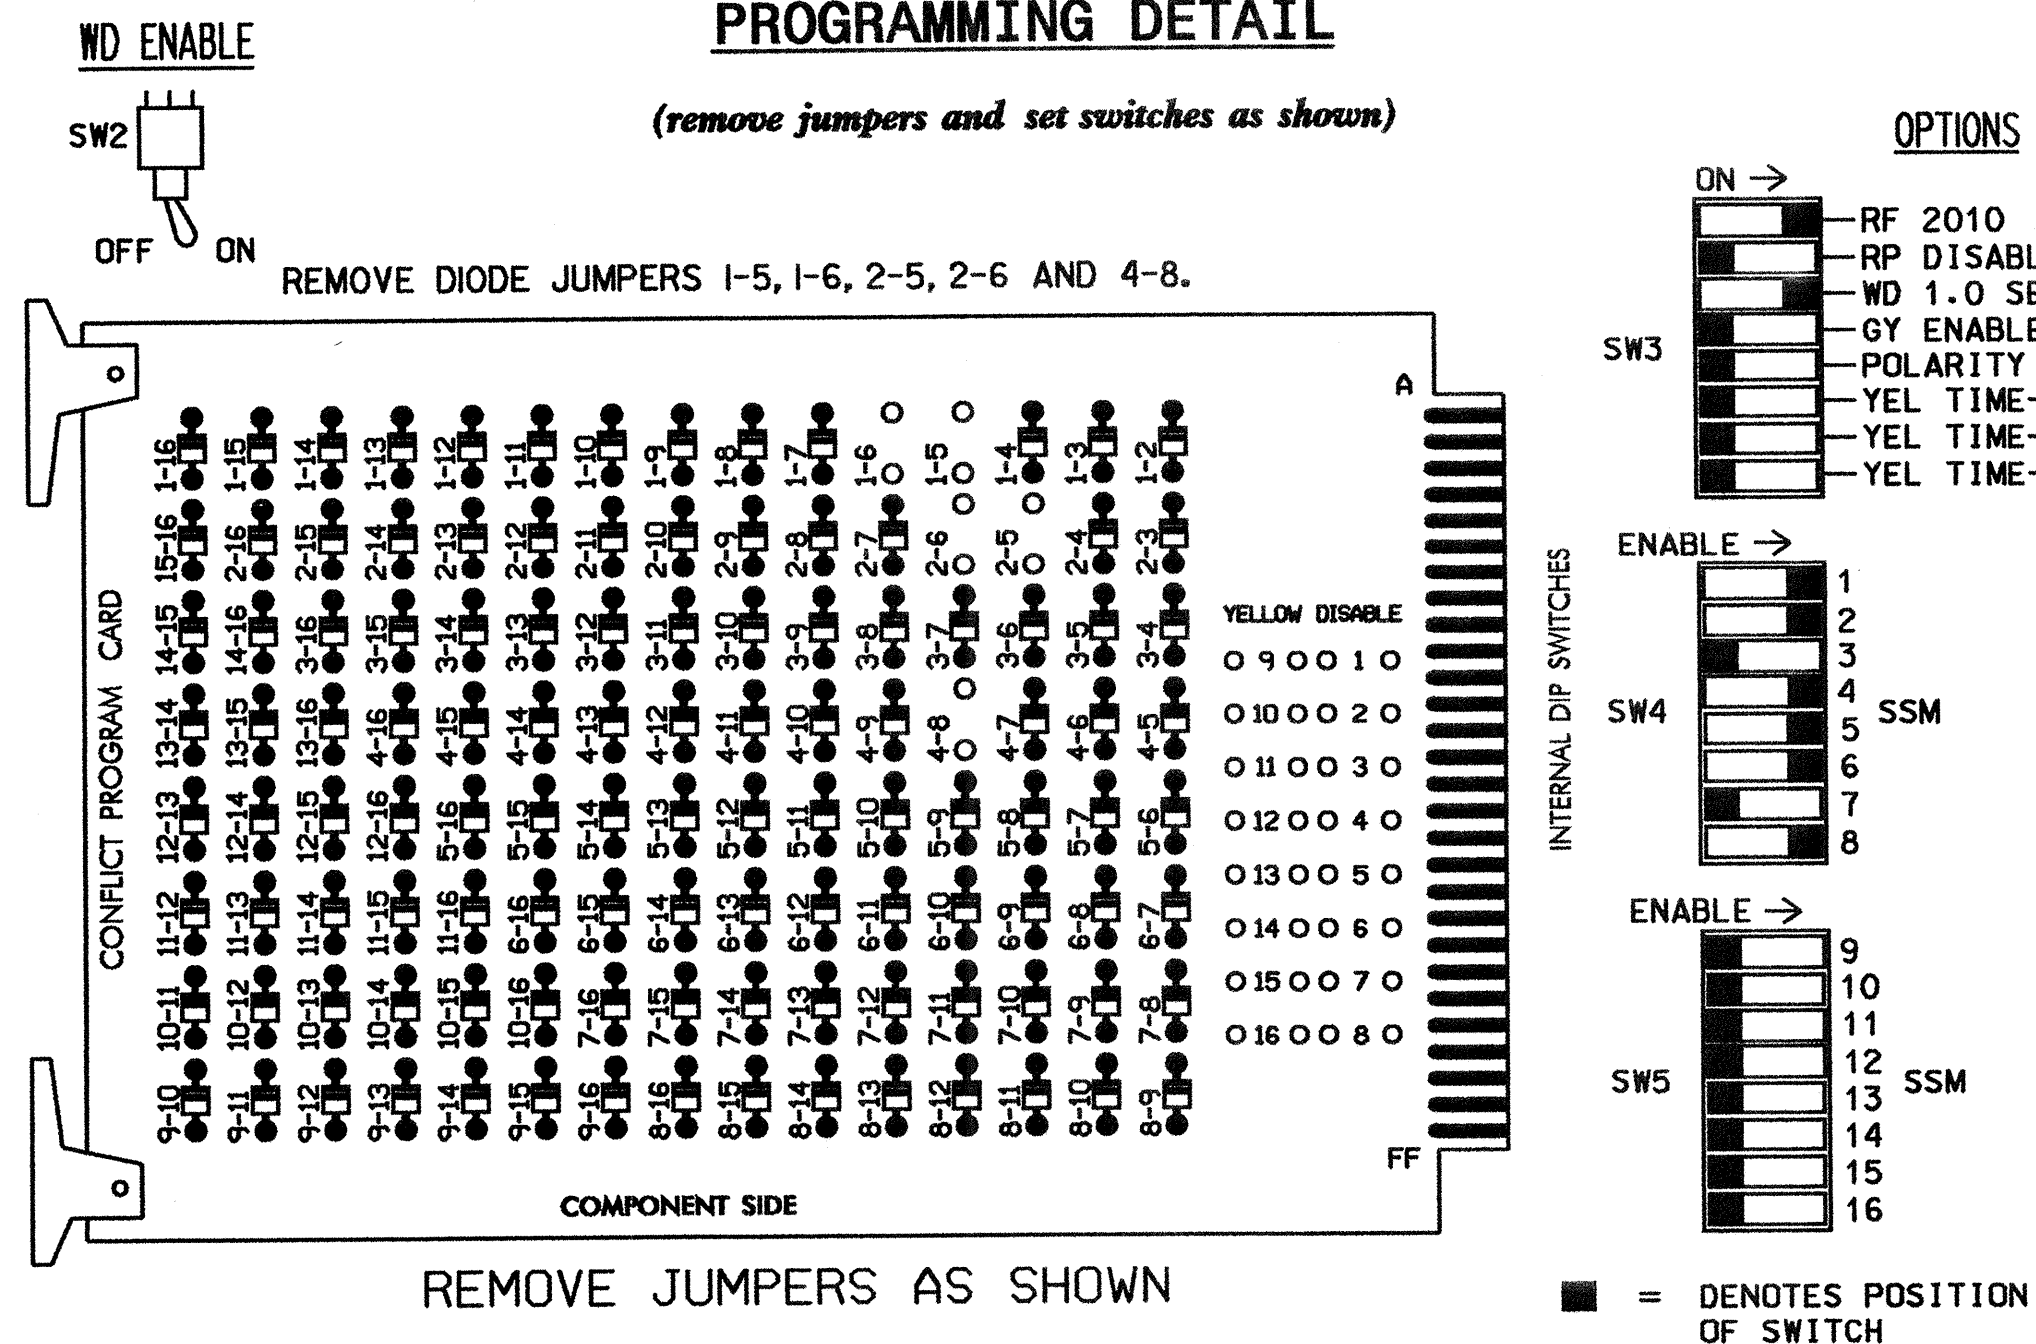 PROGRAMMING DETAIL
WD ENABLE
(remove jumpers and set switches as shown)
SW2
OFF ON
REMOVE DIODE JUMPERS 1-5, 1-6, 2-5, 2-6 AND 4-8.
CONFLICT PROGRAM CARD
1-16 1-15 1-14 1-13 1-12 1-11 1-10 1-9 1-8 1-7 1-6 1-5 1-4 1-3 1-2
15-16 2-16 2-15 2-14 2-13 2-12 2-11 2-10 2-9 2-8 2-7 2-6 2-5 2-4 2-3
14-15 14-16 3-16 3-15 3-14 3-13 3-12 3-11 3-10 3-9 3-8 3-7 3-6 3-5 3-4
13-14 13-15 13-16 4-16 4-15 4-14 4-13 4-12 4-11 4-10 4-9 4-8 4-7 4-6 4-5
12-13 12-14 12-15 12-16 5-16 5-15 5-14 5-13 5-12 5-11 5-10 5-9 5-8 5-7 5-6
11-12 11-13 11-14 11-15 11-16 6-16 6-15 6-14 6-13 6-12 6-11 6-10 6-9 6-8 6-7
10-11 10-12 10-13 10-14 10-15 10-16 7-16 7-15 7-14 7-13 7-12 7-11 7-10 7-9 7-8
9-10 9-11 9-12 9-13 9-14 9-15 9-16 8-16 8-15 8-14 8-13 8-12 8-11 8-10 8-9
A
YELLOW DISABLE
9 1
10 2
11 3
12 4
13 5
14 6
15 7
16 8
FF
COMPONENT SIDE
REMOVE JUMPERS AS SHOWN
INTERNAL DIP SWITCHES
OPTIONS
ON →
SW3
RF 2010
RP DISABL
WD 1.0 SE
GY ENABLE
POLARITY
YEL TIME-
YEL TIME-
YEL TIME-
ENABLE →
SW4
1
2
3
4
5
6
7
8
SSM
ENABLE →
SW5
9
10
11
12
13
14
15
16
SSM
= DENOTES POSITION
OF SWITCH